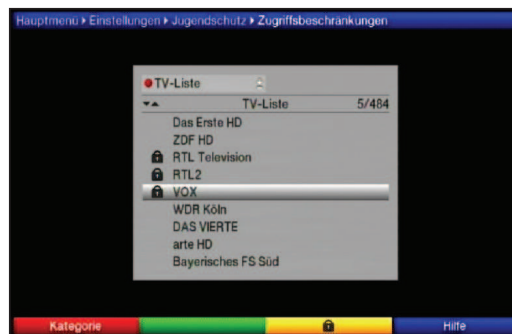 Hauptmenü ▸ Einstellungen ▸ Jugendschutz ▸ Zugriffsbeschränkungen
TV-Liste
TV-Liste 5/484
Das Erste HD
ZDF HD
RTL Television
RTL2
VOX
WDR Köln
DAS VIERTE
arte HD
Bayerisches FS Süd
Kategorie Hilfe